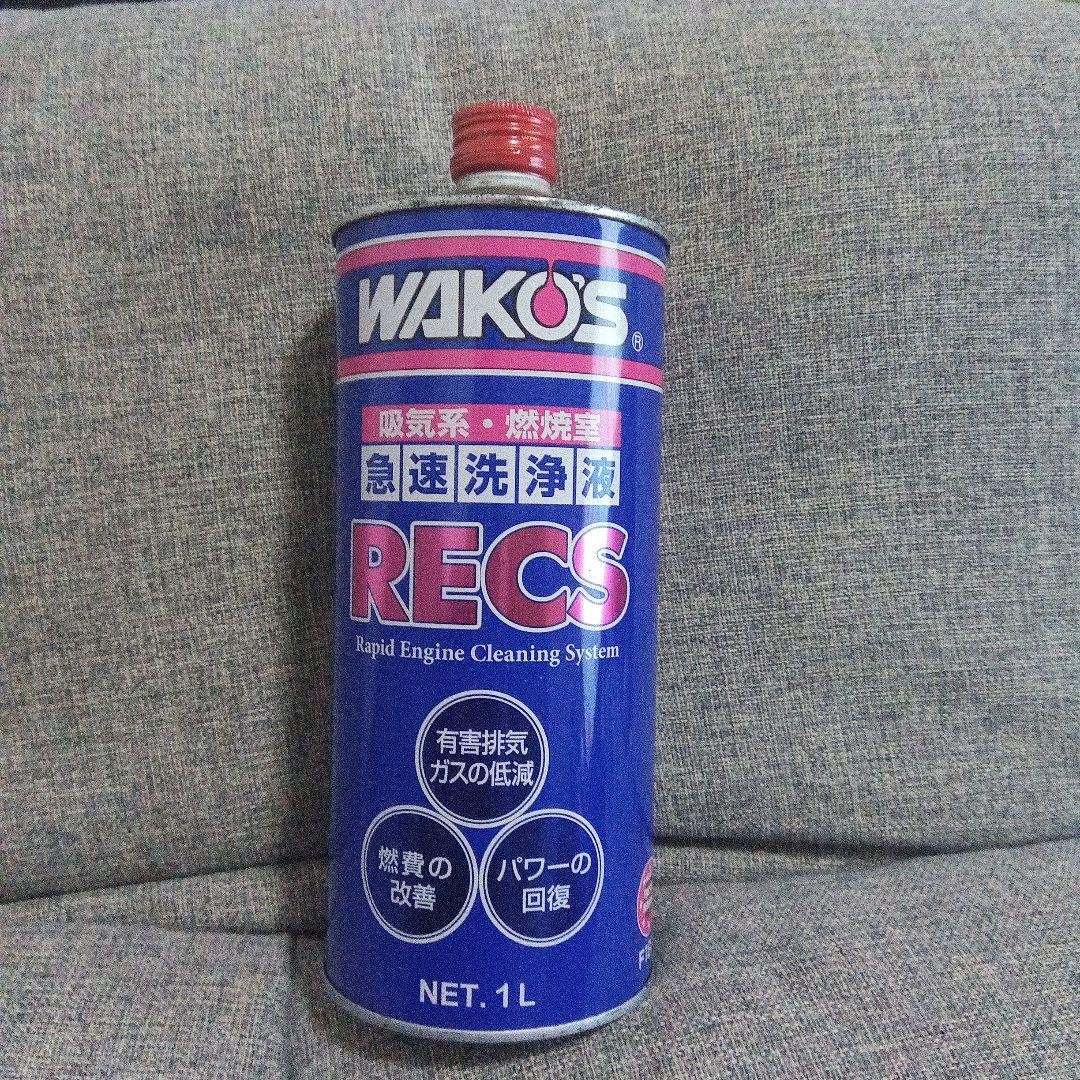 WAKO'S®
吸気系・燃焼室
急速洗浄液
RECS
Rapid Engine Cleaning System
有害排気
ガスの低減
燃費の
改善
パワーの
回復
NET. 1L